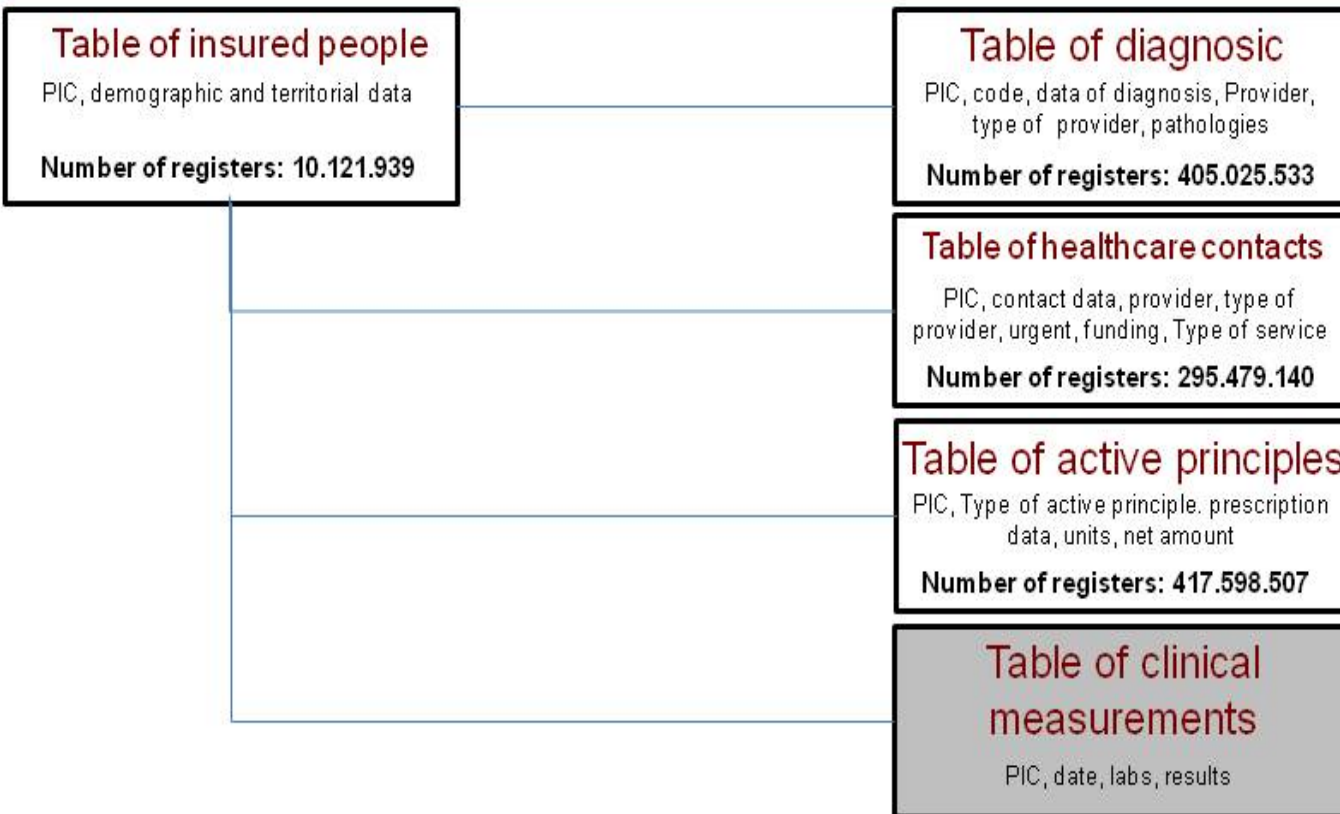 Table of insured people
PIC, demographic and territorial data
Number of registers: 10.121.939
Table of diagnosic
PIC, code, data of diagnosis, Provider,
type of provider, pathologies
Number of registers: 405.025.533
Table of healthcare contacts
PIC, contact data, provider, type of
provider, urgent, funding, Type of service
Number of registers: 295.479.140
Table of active principles
PIC, Type of active principle. prescription
data, units, net amount
Number of registers: 417.598.507
Table of clinical
measurements
PIC, date, labs, results